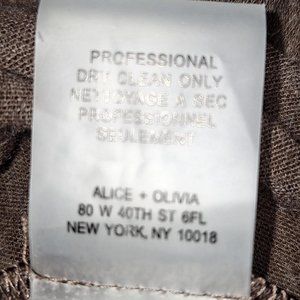 PROFESSIONAL
DRY CLEAN ONLY
NETTOYAGE A SEC
PROFESSIONNEL
SEULEMENT
ALICE + OLIVIA
80 W 40TH ST 6FL
NEW YORK, NY 10018